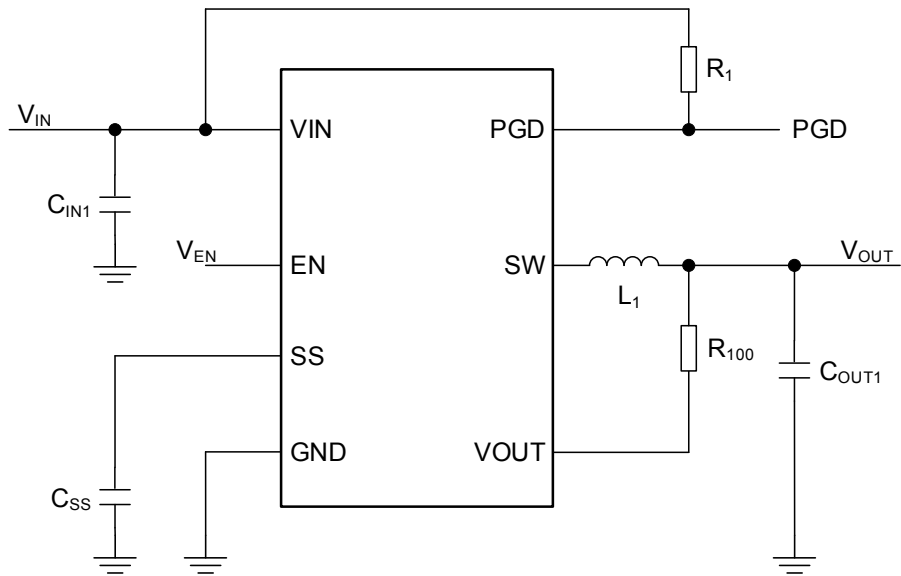 R1
VIN
VIN
PGD
PGD
CIN1
VEN
EN
SW
VOUT
L1
SS
R100
COUT1
GND
VOUT
CSS